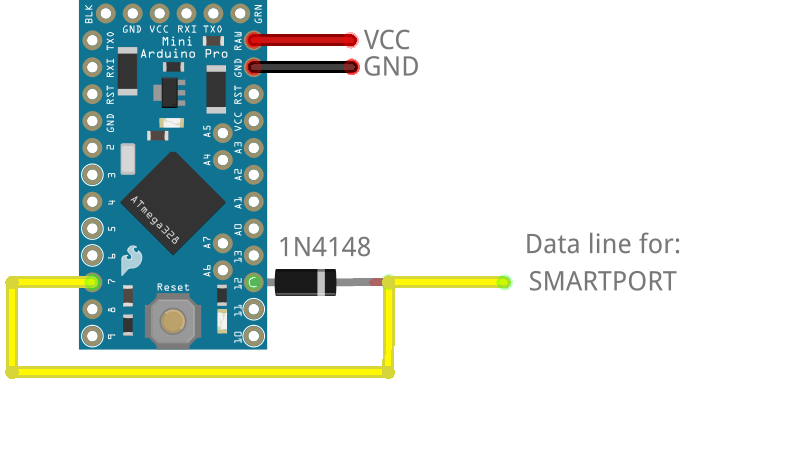 BLK
GRN
GND VCC RXI TXO
Mini
Arduino Pro
TXO
RXI
RST
GND
2
3
4
5
6
7
8
9
RAW
GND
RST
VCC
A3
A2
A1
A0
13
12
11
10
A5
A4
A7
A6
ATmega328
Reset
VCC
GND
1N4148
Data line for:
SMARTPORT